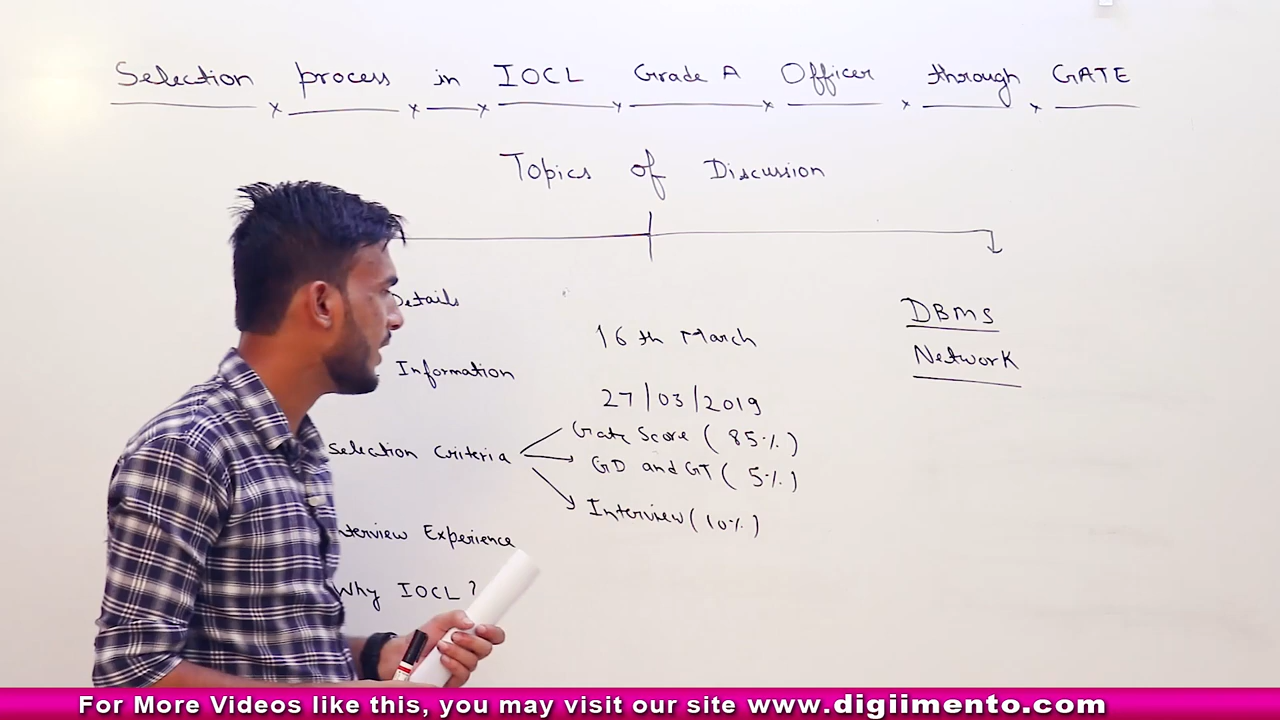 Selection process in IOCL Grade A Officer through GATE
Topics of Discussion
Details
Information
Selection Criteria
Interview Experience
Why IOCL ?
16 th March
27/03/2019
Gate Score ( 85% )
GD and GT ( 5% )
Interview ( 10% )
DBMS
Network
For More Videos like this, you may visit our site www.digiimento.com